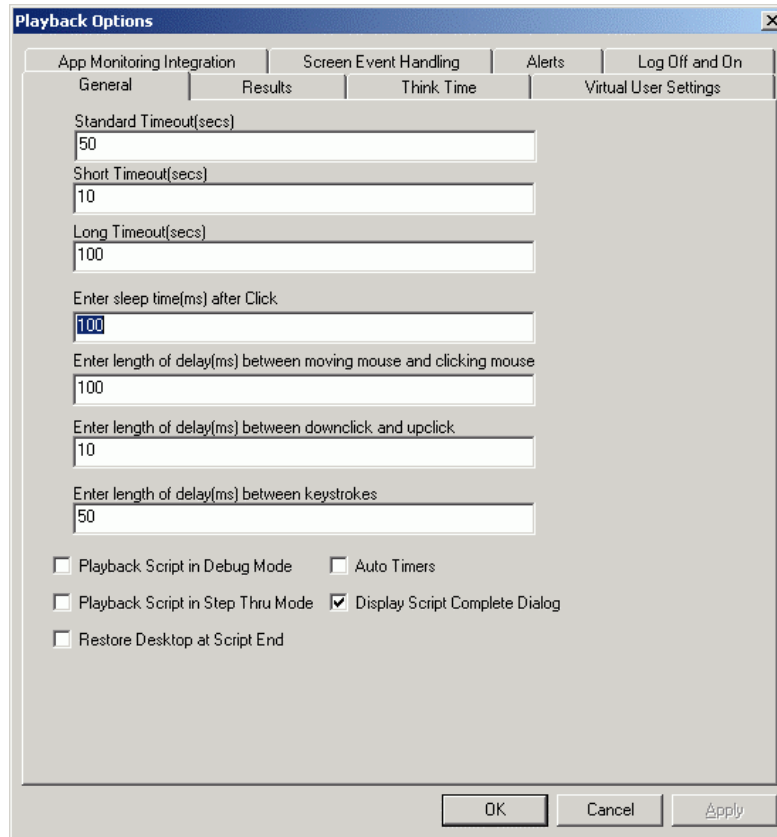 Playback Options
App Monitoring Integration Screen Event Handling Alerts Log Off and On
General Results Think Time Virtual User Settings
Standard Timeout(secs)
50
Short Timeout(secs)
10
Long Timeout(secs)
100
Enter sleep time(ms) after Click
100
Enter length of delay(ms) between moving mouse and clicking mouse
100
Enter length of delay(ms) between downclick and upclick
10
Enter length of delay(ms) between keystrokes
50
Playback Script in Debug Mode Auto Timers
Playback Script in Step Thru Mode Display Script Complete Dialog
Restore Desktop at Script End
OK Cancel Apply